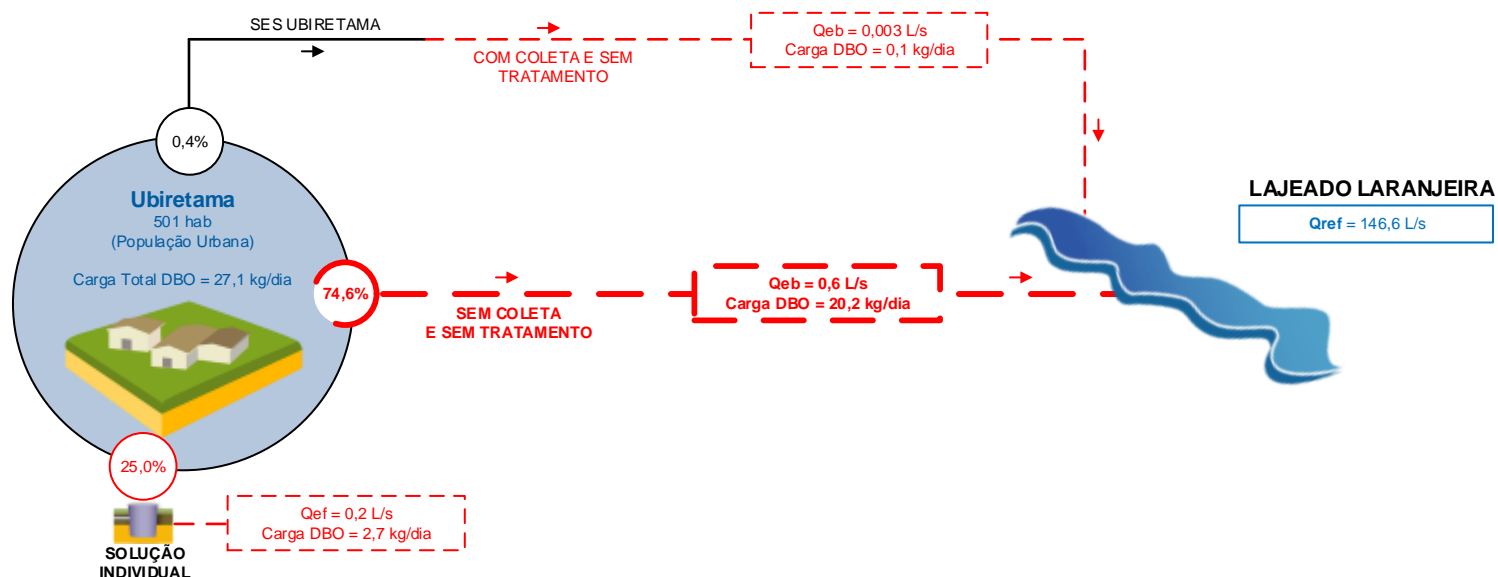 SES UBIRETAMA
COM COLETA E SEM
TRATAMENTO
Qeb = 0,003 L/s
Carga DBO = 0,1 kg/dia
0,4%
Ubiretama
501 hab
(População Urbana)
Carga Total DBO = 27,1 kg/dia
74,6%
SEM COLETA
E SEM TRATAMENTO
Qeb = 0,6 L/s
Carga DBO = 20,2 kg/dia
LAJEADO LARANJEIRA
Qref = 146,6 L/s
25,0%
SOLUÇÃO
INDIVIDUAL
Qef = 0,2 L/s
Carga DBO = 2,7 kg/dia